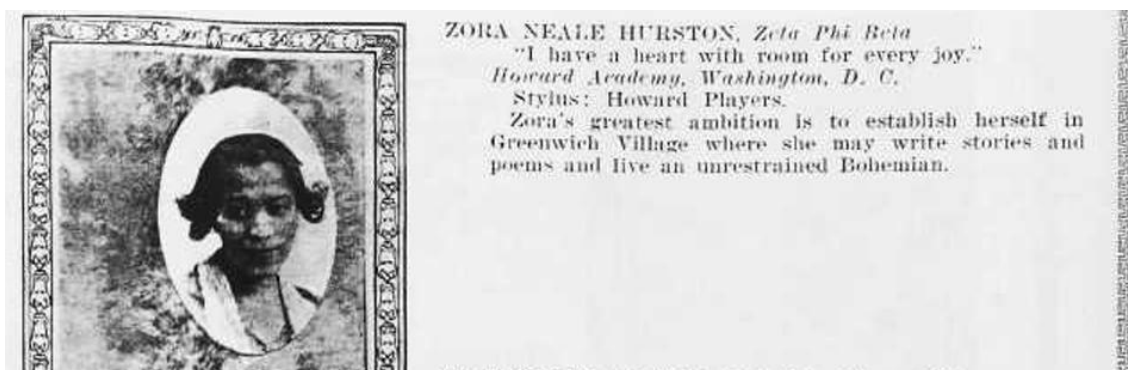 ZORA NEALE HURSTON, Zeta Phi Beta
"I have a heart with room for every joy."
Howard Academy, Washington, D. C.
Stylus: Howard Players.
Zora's greatest ambition is to establish herself in
Greenwich Village where she may write stories and
poems and live an unrestrained Bohemian.